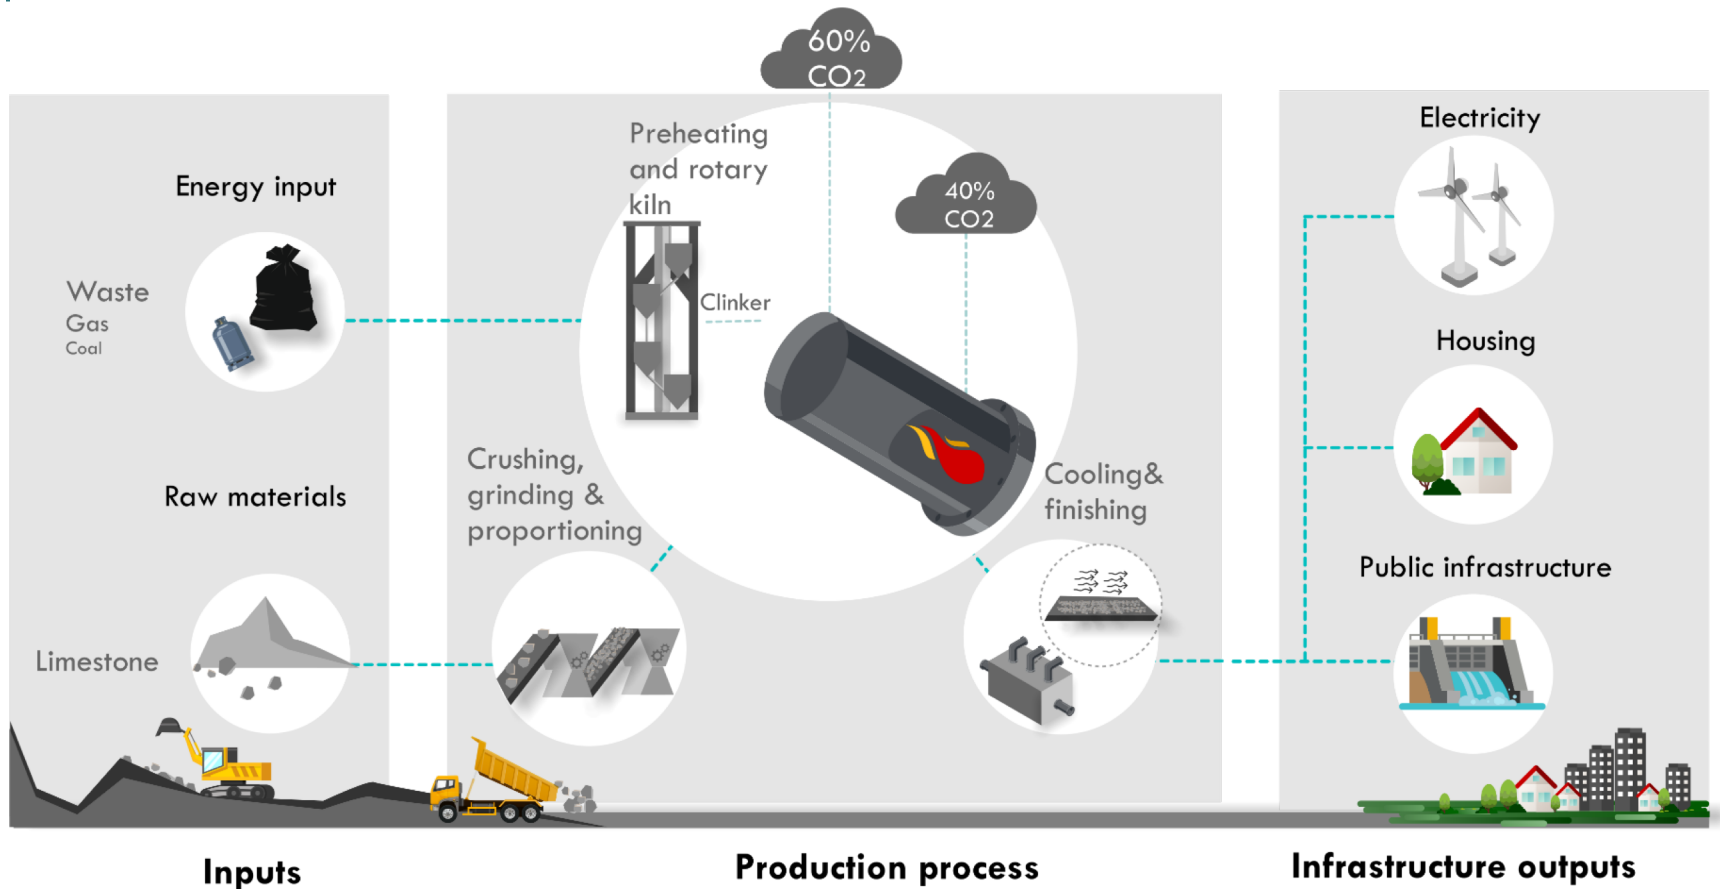 60%
CO2
Energy input
Waste
Gas
Coal
Raw materials
Limestone
Preheating
and rotary
kiln
Clinker
40%
CO2
Crushing,
grinding &
proportioning
Cooling&
finishing
Electricity
Housing
Public infrastructure
Inputs
Production process
Infrastructure outputs